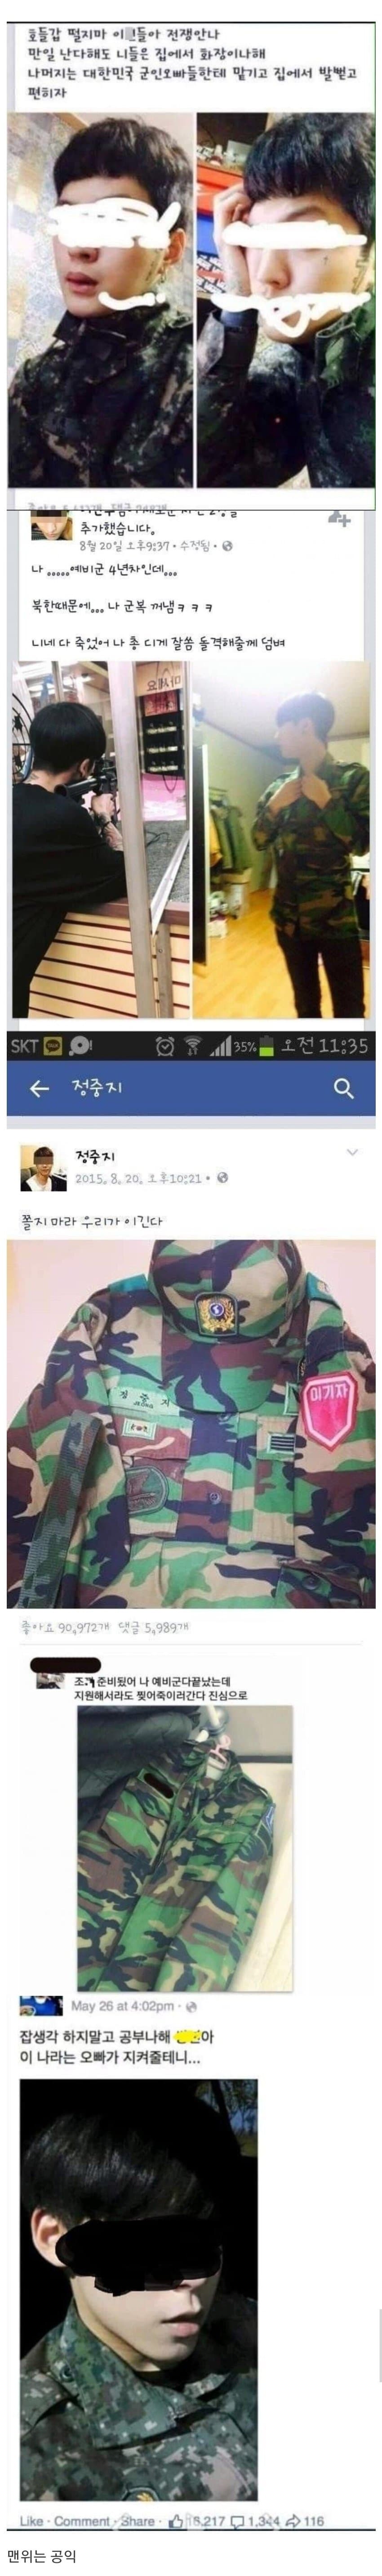 호들갑 떨지마 이 들아 전쟁안나
만일 난다해도 니들은 집에서 화장이나해
나머지는 대한민국 군인오빠들한테 맡기고 집에서 발뻗고
편히자
추가했습니다.
8월 20일 오후9:37 · 수정됨 ·
나 .....예비군 4년차인데...
북한때문에... 나 군복 꺼냄ㅋㅋㅋ
니네 다 죽었어 나 총 디게 잘쏨 돌격해줄께 덤벼
SKT
35%
오전 11:35
정중지
정중지
2015. 8. 20. 오후10:21 ·
쫄지 마라 우리가 이긴다
정 중 지
JEONG
이기자
좋아요 90,972개 댓글 5,989개
준비됬어 나 예비군다끝났는데
지원해서라도 찢어죽이러간다 진심으로
May 26 at 4:02pm ·
잡생각 하지말고 공부나해 아
이 나라는 오빠가 지켜줄테니...
Like · Comment · Share · 6,217 1,344 116
맨위는 공익